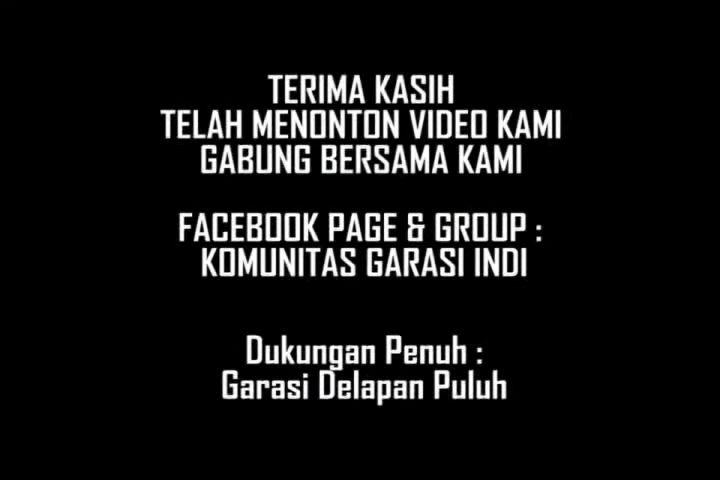 TERIMA KASIH
TELAH MENONTON VIDEO KAMI
GABUNG BERSAMA KAMI
FACEBOOK PAGE & GROUP :
KOMUNITAS GARASI INDI
Dukungan Penuh :
Garasi Delapan Puluh